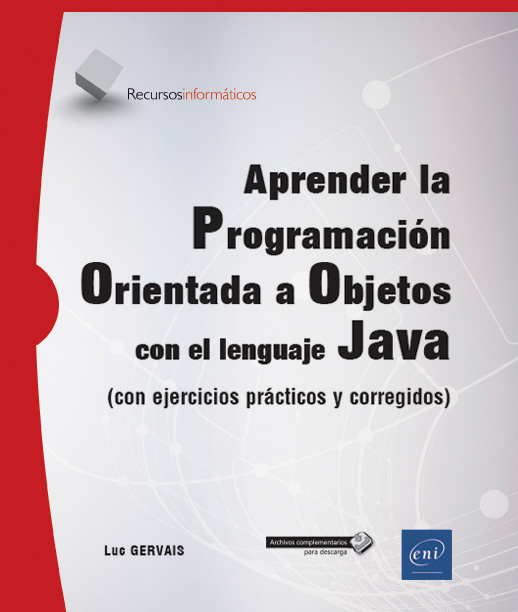 Recursosinformáticos
Aprender la
Programación
Orientada a Objetos
con el lenguaje Java
(con ejercicios prácticos y corregidos)
Luc GERVAIS
Archivos complementarios
para descarga
eni